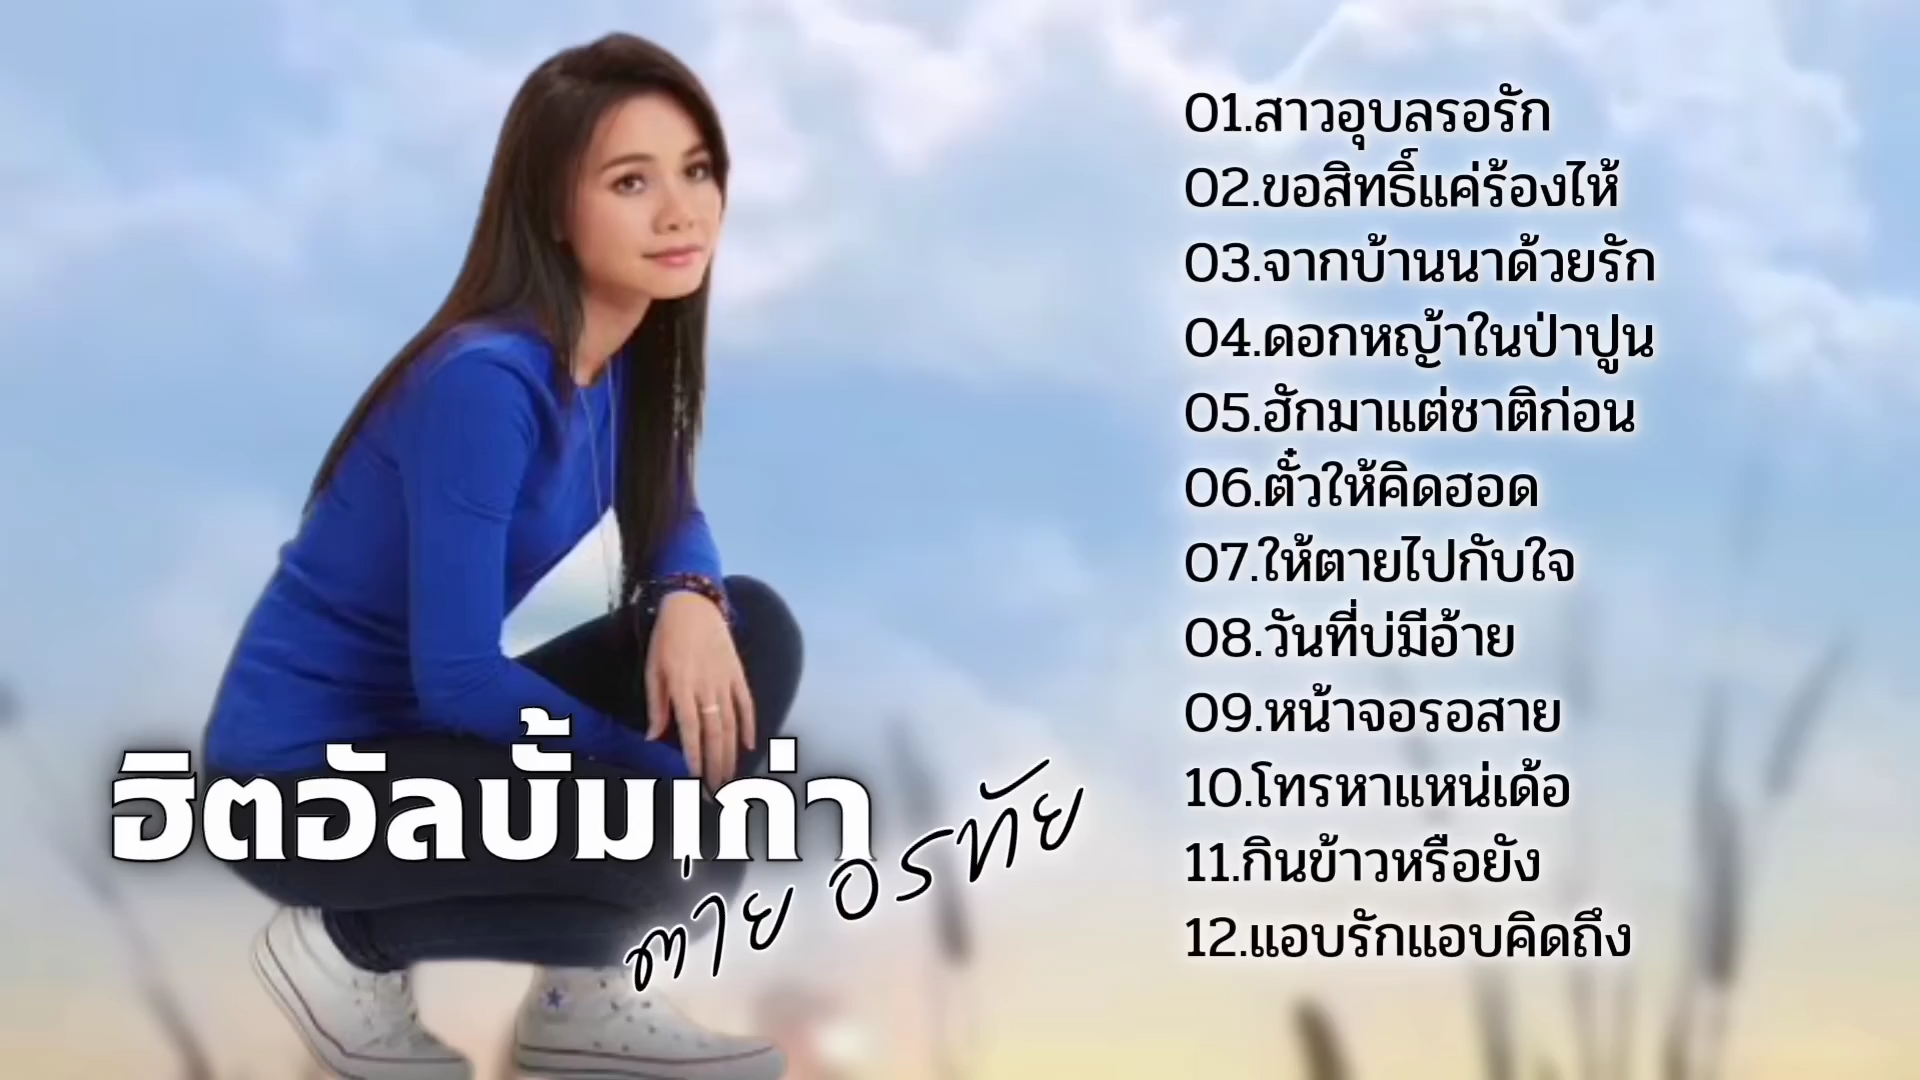 ฮิตอัลบั้มเก่า
ต่าย อรทัย
01.สาวอุบลรอรัก
02.ขอสิทธิ์แค่ร้องไห้
03.จากบ้านนาด้วยรัก
04.ดอกหญ้าในป่าปูน
05.ฮักมาแต่ชาติก่อน
06.ตั๋วให้คิดฮอด
07.ให้ตายไปกับใจ
08.วันที่บ่มีอ้าย
09.หน้าจอรอสาย
10.โทรหาแหน่เด้อ
11.กินข้าวหรือยัง
12.แอบรักแอบคิดถึง